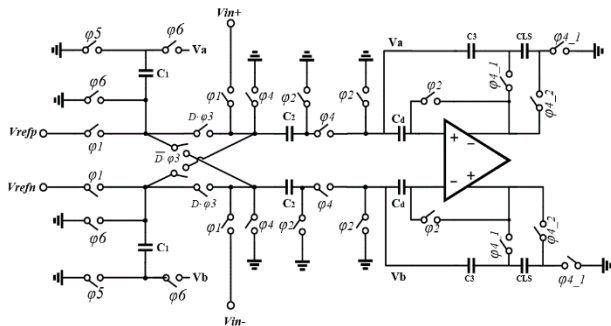 Vin+
φ5
φ6
Va
Va
C3
CLS
φ4_1
C1
φ6
φ1
φ4
φ2
φ2
φ2
φ4_1
φ4_2
Vrefp
φ1
D·φ3
C2
φ4
Cd
D̅·φ3
+
−
Vrefn
φ1
D·φ3
C2
φ4
Cd
−
+
φ6
C1
φ1
φ4
φ2
φ2
φ2
φ4_1
φ4_2
φ5
φ6
Vb
Vb
C3
CLS
φ4_1
Vin-